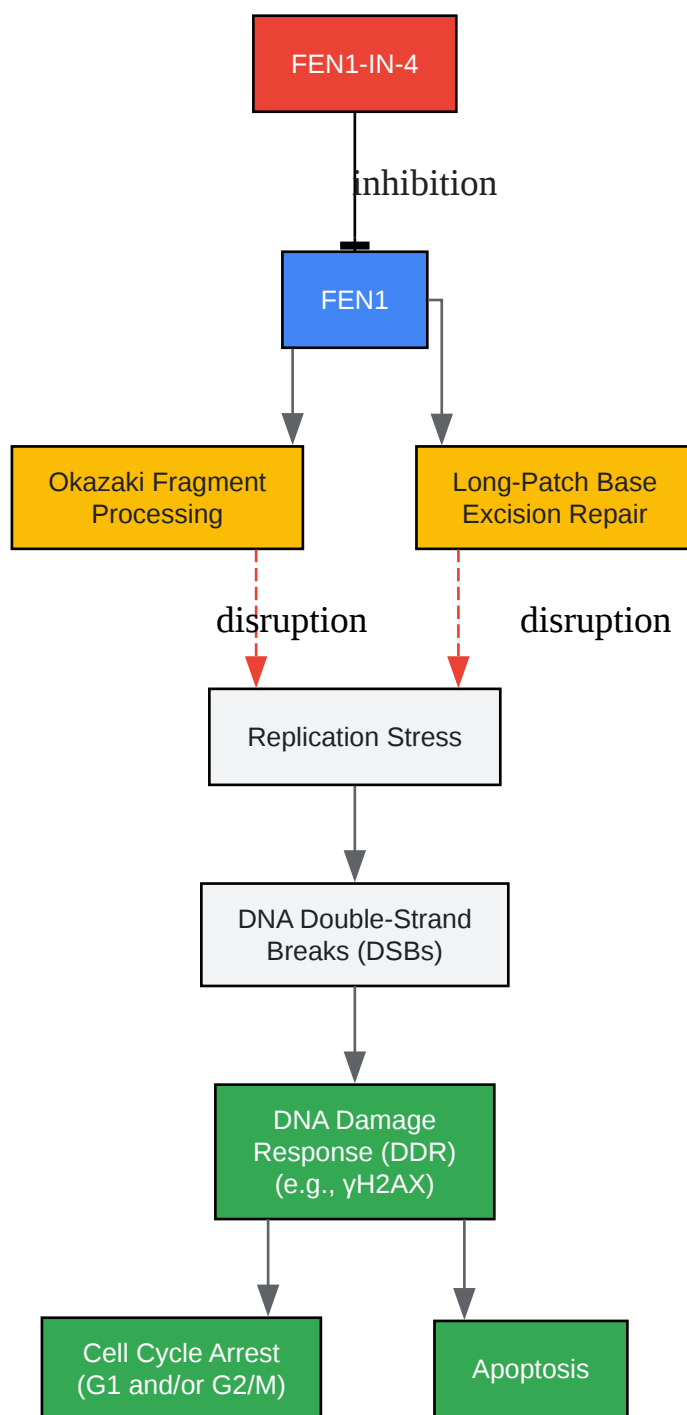 FEN1-IN-4
inhibition
FEN1
Okazaki Fragment
Processing
Long-Patch Base
Excision Repair
disruption
disruption
Replication Stress
DNA Double-Strand
Breaks (DSBs)
DNA Damage
Response (DDR)
(e.g., γH2AX)
Cell Cycle Arrest
(G1 and/or G2/M)
Apoptosis